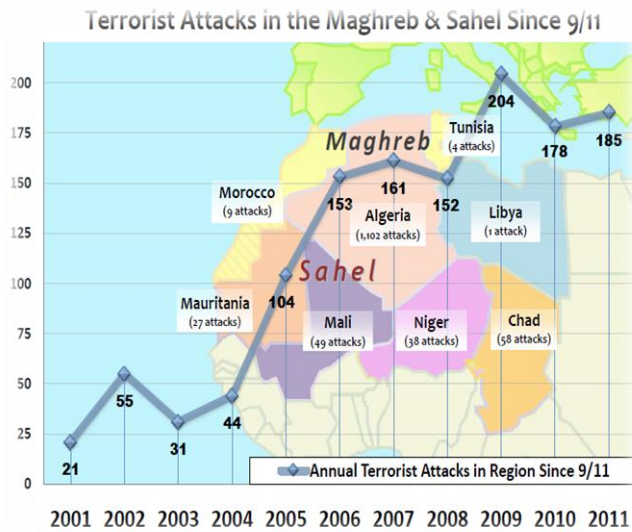 Terrorist Attacks in the Maghreb & Sahel Since 9/11
200
175
150
125
100
75
50
25
0
Maghreb
Sahel
Tunisia
(4 attacks)
Morocco
(9 attacks)
Algeria
(1,102 attacks)
Libya
(1 attack)
Mauritania
(27 attacks)
Mali
(49 attacks)
Niger
(38 attacks)
Chad
(58 attacks)
21
55
31
44
104
153
161
152
204
178
185
Annual Terrorist Attacks in Region Since 9/11
2001 2002 2003 2004 2005 2006 2007 2008 2009 2010 2011